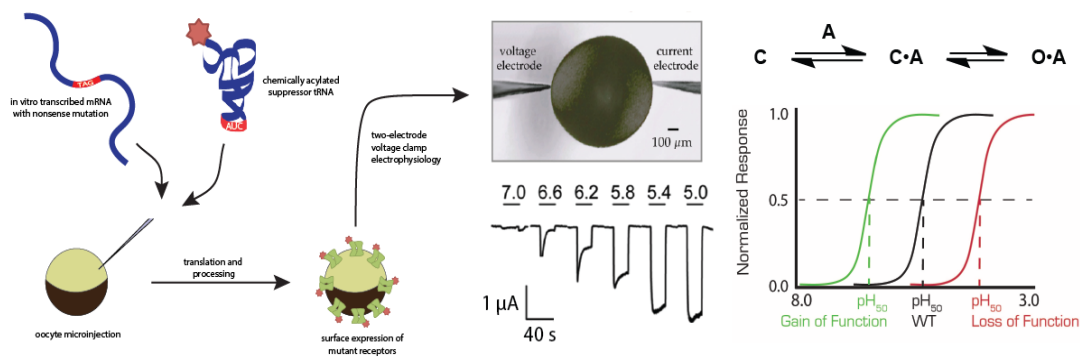 TAG
in vitro transcribed mRNA
with nonsense mutation
chemically acylated
suppressor tRNA
AUC
oocyte microinjection
translation and
processing
surface expression of
mutant receptors
two-electrode
voltage clamp
electrophysiology
voltage
electrode
current
electrode
100 µm
7.0 6.6 6.2 5.8 5.4 5.0
1 µA
40 s
A
C C•A O•A
Normalized Response
1.0
0.5
0.0
8.0 pH50 pH50 pH50 3.0
Gain of Function WT Loss of Function